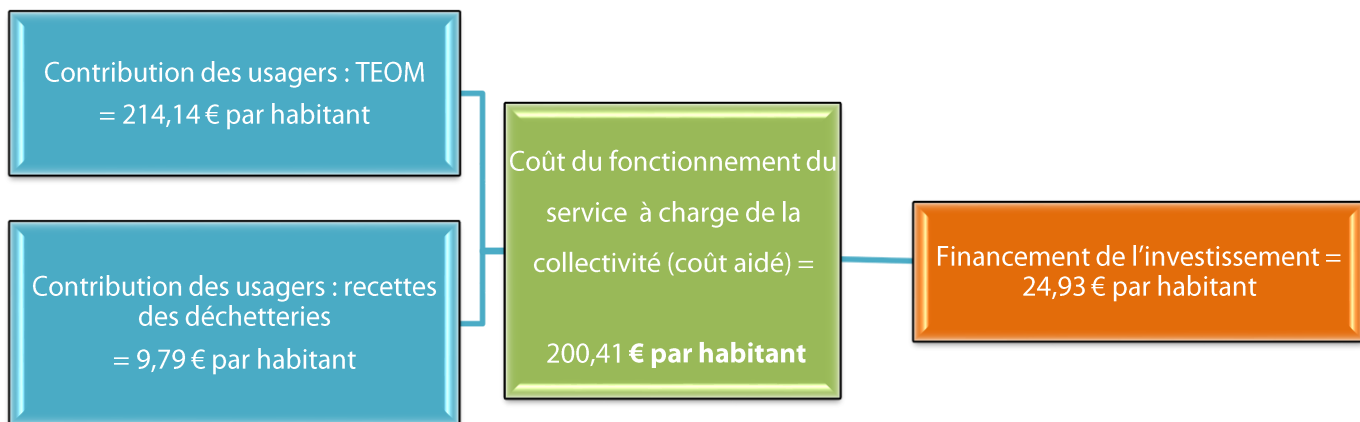 Contribution des usagers : TEOM
= 214,14 € par habitant
Contribution des usagers : recettes
des déchetteries
= 9,79 € par habitant
Coût du fonctionnement du
service à charge de la
collectivité (coût aidé) =
200,41 € par habitant
Financement de l’investissement =
24,93 € par habitant